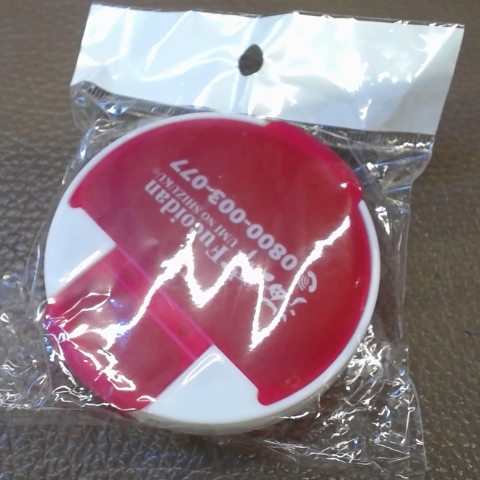 Fucoidan
UMI NO SHIZUKU
0800-003-077